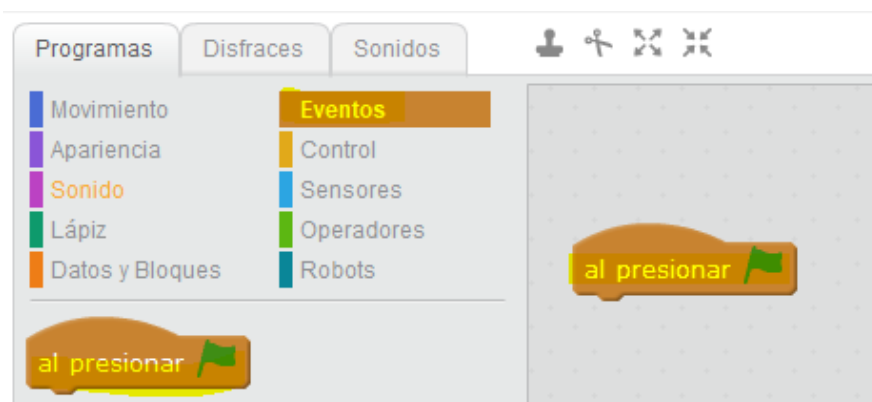 Programas Disfraces Sonidos
Movimiento Eventos
Apariencia Control
Sonido Sensores
Lápiz Operadores
Datos y Bloques Robots
al presionar
al presionar